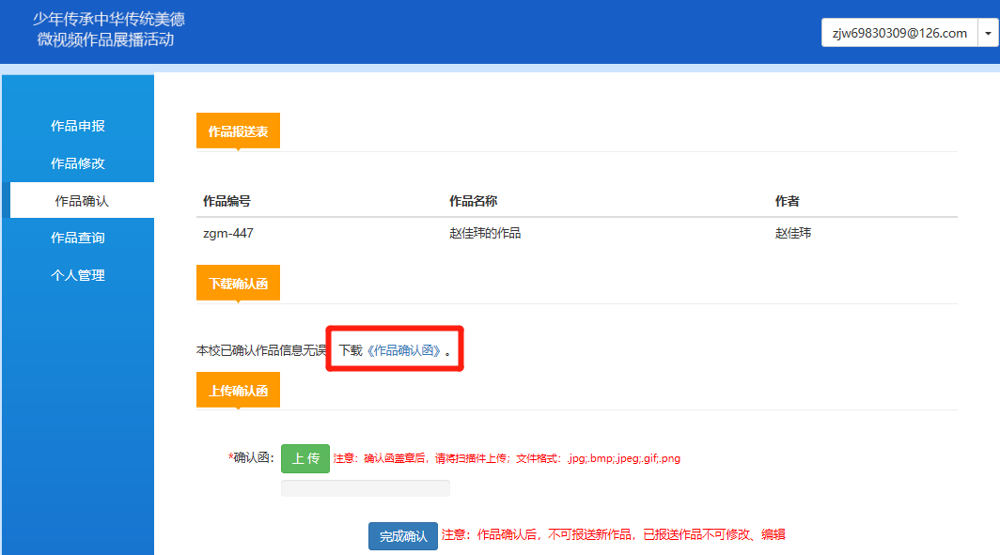 少年传承中华传统美德
微视频作品展播活动
zjw69830309@126.com
作品申报
作品修改
作品确认
作品查询
个人管理
作品报送表
作品编号 作品名称 作者
zgm-447 赵佳玮的作品 赵佳玮
下载确认函
本校已确认作品信息无误 下载《作品确认函》。
上传确认函
*确认函： 上 传 注意：确认函盖章后，请将扫描件上传；文件格式：.jpg;.bmp;.jpeg;.gif;.png
完成确认 注意：作品确认后，不可报送新作品，已报送作品不可修改、编辑